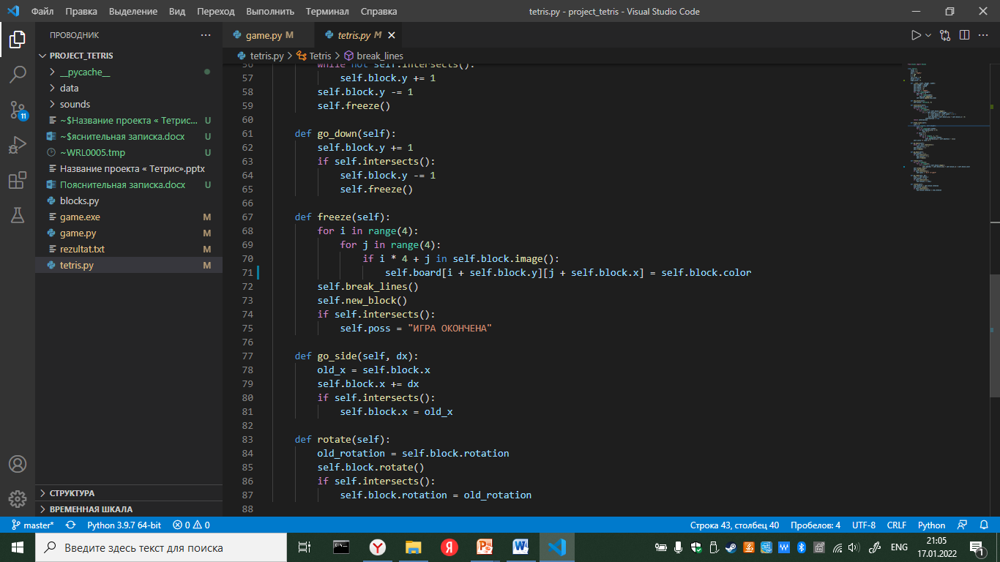 Файл Правка Выделение Вид Переход Выполнить Терминал Справка tetris.py - project_tetris - Visual Studio Code
ПРОВОДНИК
PROJECT_TETRIS
__pycache__
data
sounds
~$Название проекта « Тетрис... U
~$яснительная записка.docx U
~WRL0005.tmp U
Название проекта « Тетрис».pptx
Пояснительная записка.docx U
blocks.py
game.exe M
game.py M
rezultat.txt M
tetris.py M
СТРУКТУРА
ВРЕМЕННАЯ ШКАЛА
11
game.py M tetris.py M
tetris.py > Tetris > break_lines
56 while not self.intersects():
57 self.block.y += 1
58 self.block.y -= 1
59 self.freeze()
60
61 def go_down(self):
62 self.block.y += 1
63 if self.intersects():
64 self.block.y -= 1
65 self.freeze()
66
67 def freeze(self):
68 for i in range(4):
69 for j in range(4):
70 if i * 4 + j in self.block.image():
71 self.board[i + self.block.y][j + self.block.x] = self.block.color
72 self.break_lines()
73 self.new_block()
74 if self.intersects():
75 self.poss = "ИГРА ОКОНЧЕНА"
76
77 def go_side(self, dx):
78 old_x = self.block.x
79 self.block.x += dx
80 if self.intersects():
81 self.block.x = old_x
82
83 def rotate(self):
84 old_rotation = self.block.rotation
85 self.block.rotate()
86 if self.intersects():
87 self.block.rotation = old_rotation
88
master* Python 3.9.7 64-bit 0 0 Строка 43, столбец 40 Пробелов: 4 UTF-8 CRLF Python
Введите здесь текст для поиска
ENG
21:05
17.01.2022
1